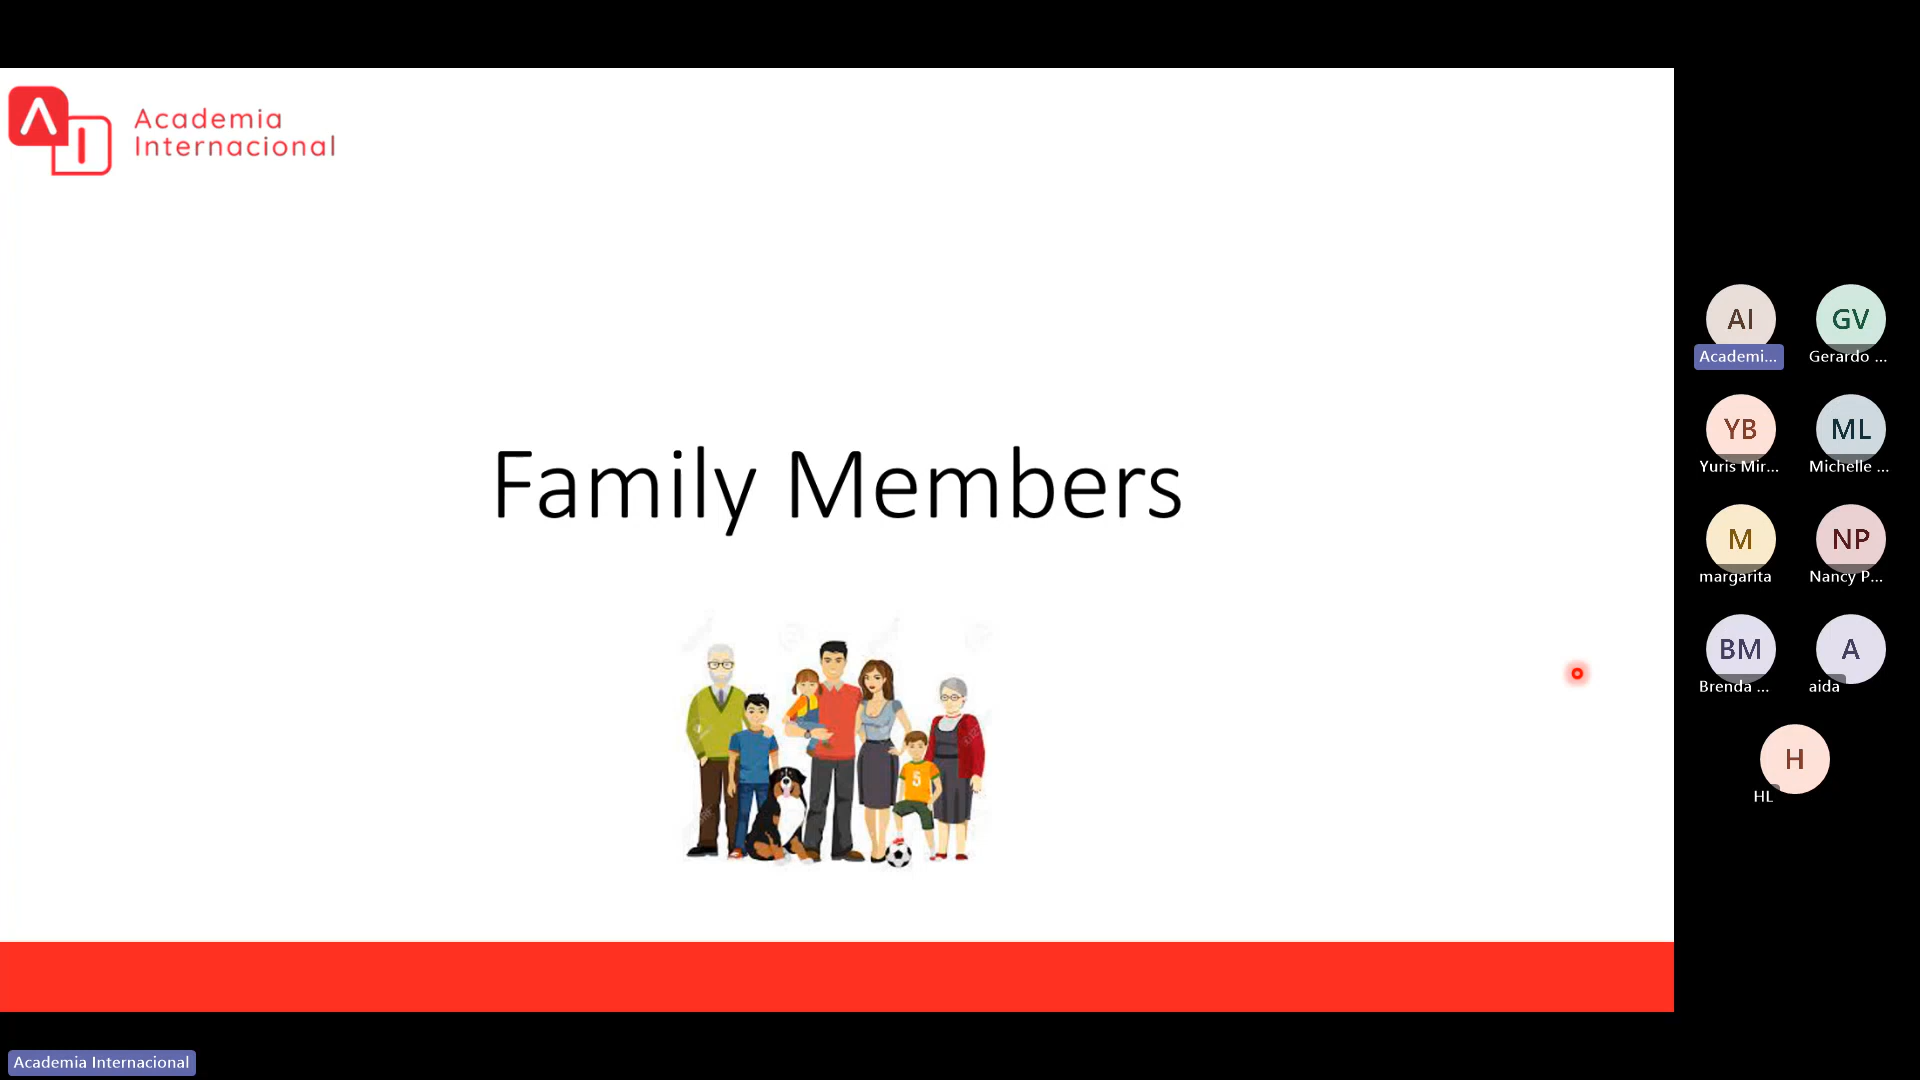 Academia
Internacional
Family Members
5
AI
Academi...
GV
Gerardo ...
YB
Yuris Mir...
ML
Michelle ...
M
margarita
NP
Nancy P...
BM
Brenda ...
A
aida
H
HL
Academia Internacional